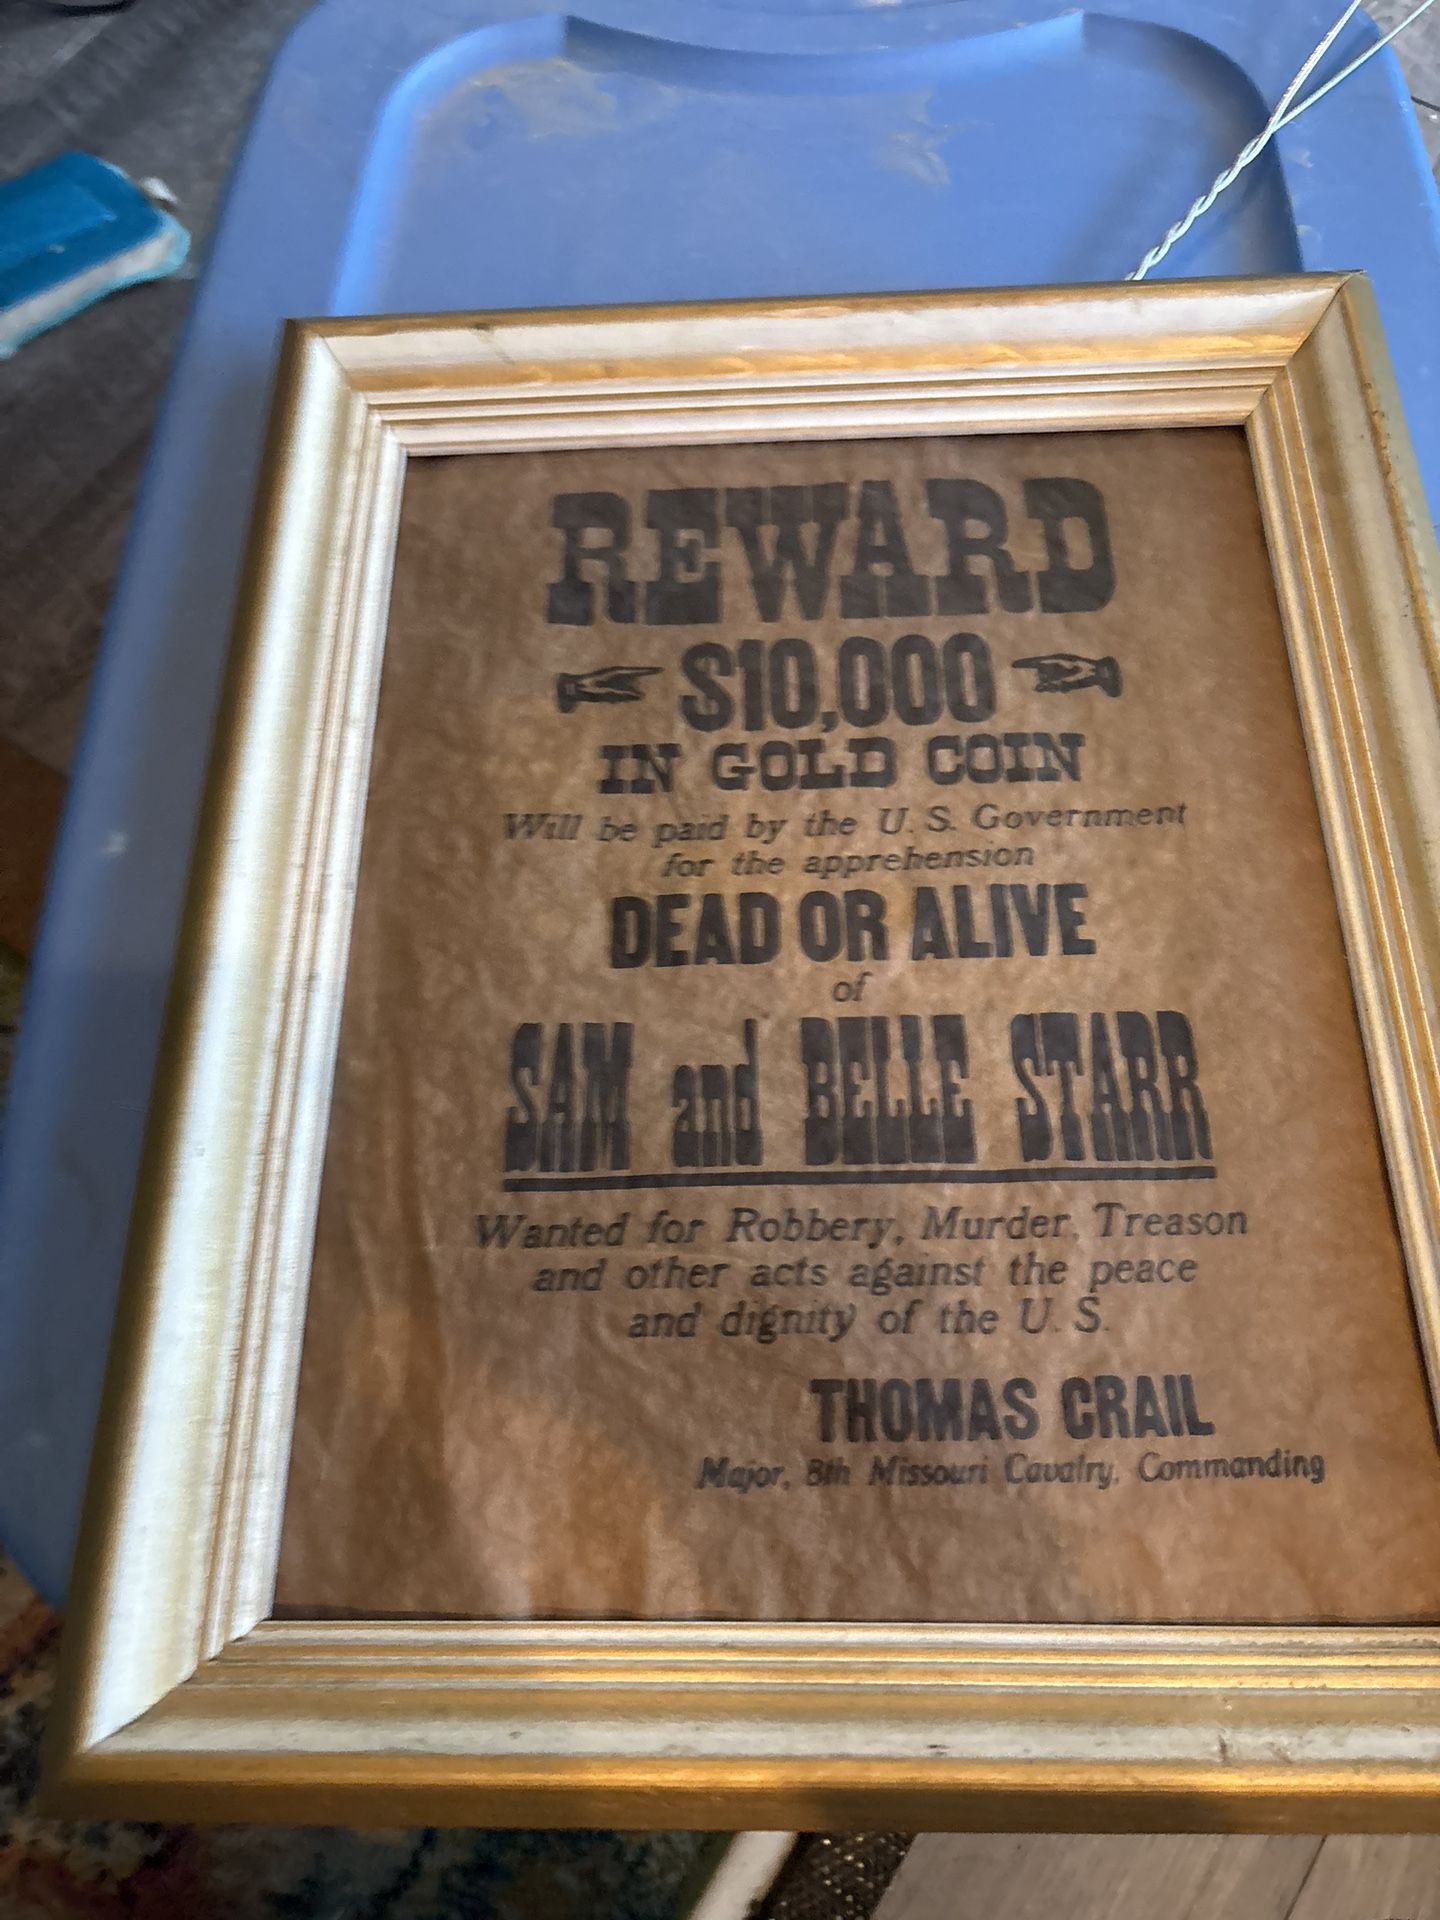 REWARD
$10,000
IN GOLD COIN
Will be paid by the U. S. Government
for the apprehension
DEAD OR ALIVE
of
SAM and BELLE STARR
Wanted for Robbery, Murder, Treason
and other acts against the peace
and dignity of the U. S.
THOMAS CRAIL
Major, 8th Missouri Cavalry, Commanding